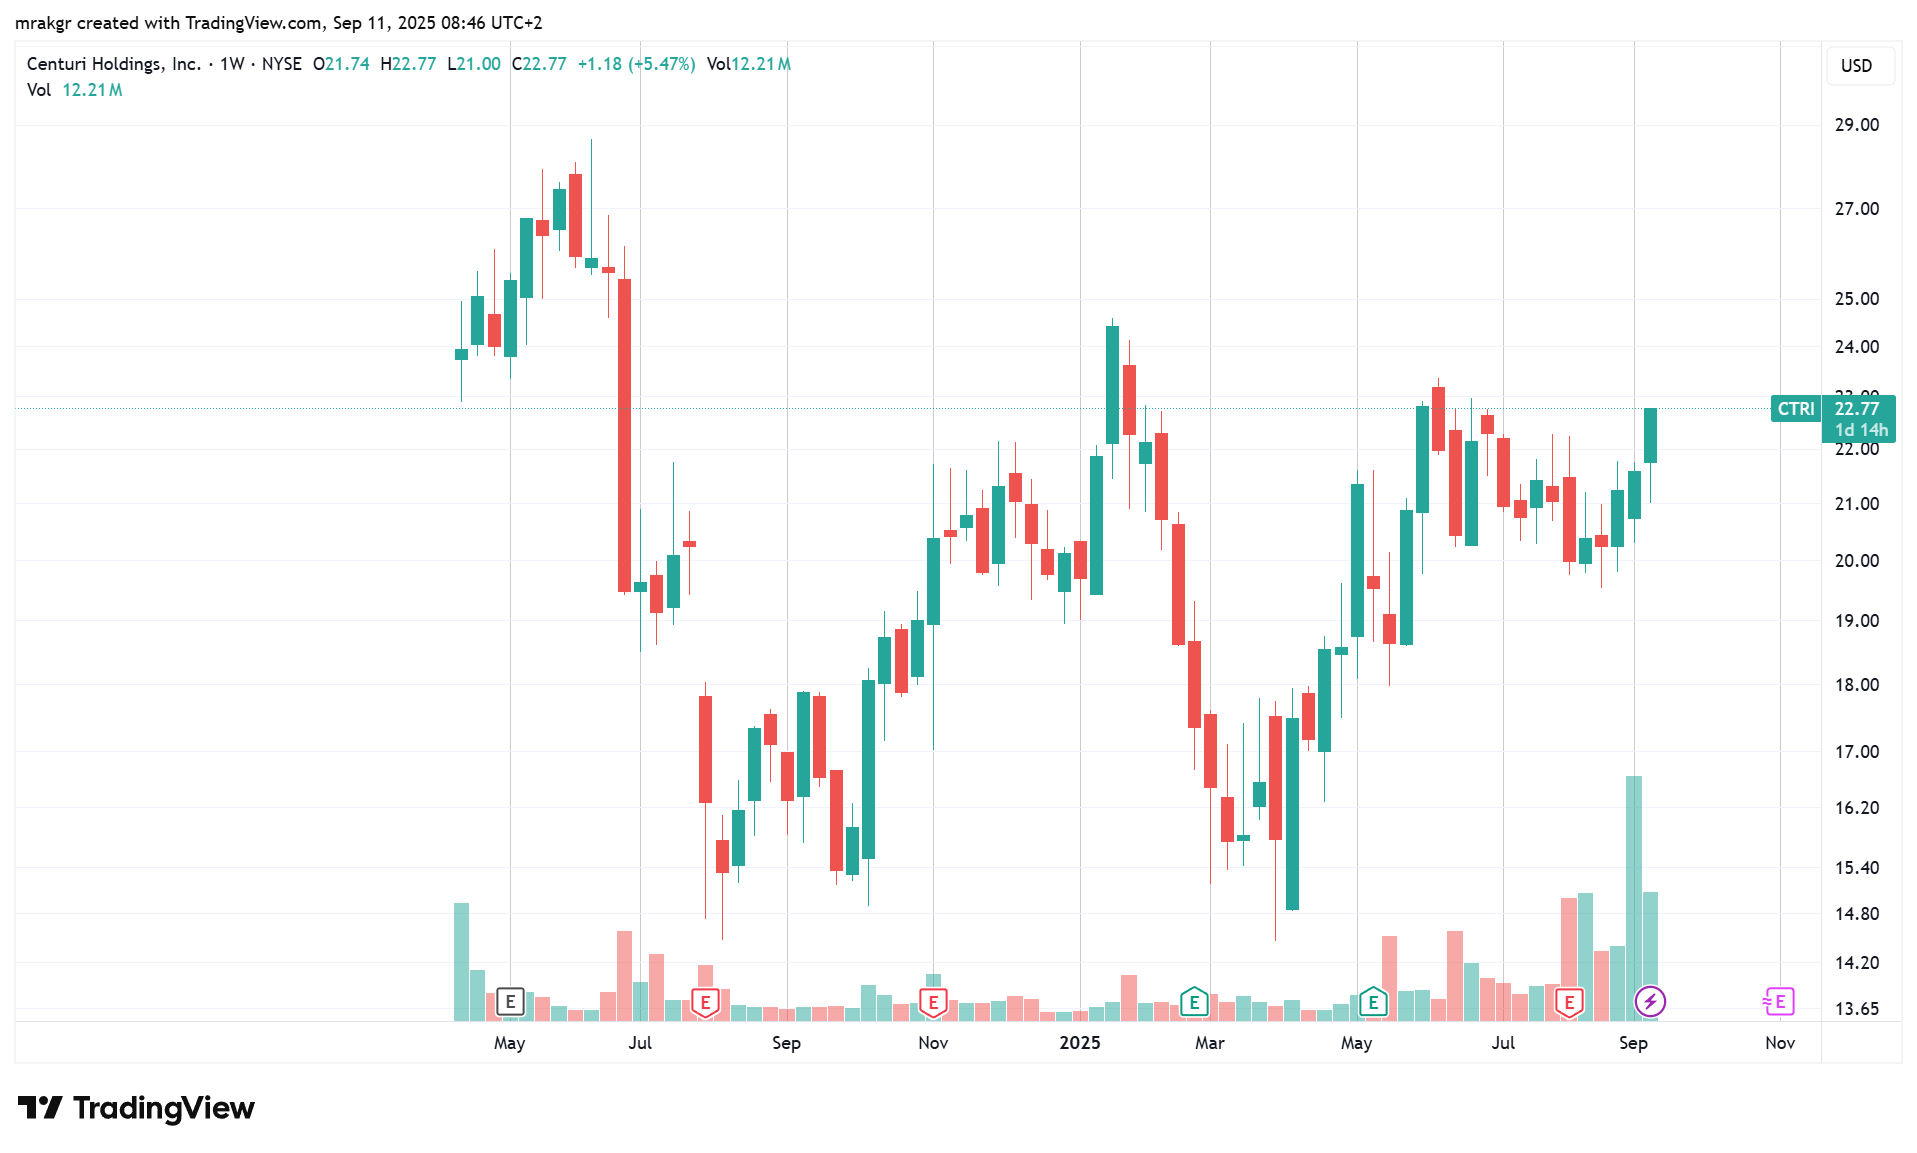 mrakgr created with TradingView.com, Sep 11, 2025 08:46 UTC+2
Centuri Holdings, Inc. · 1W · NYSE O21.74 H22.77 L21.00 C22.77 +1.18 (+5.47%) Vol12.21M
Vol 12.21M
USD
29.00
27.00
25.00
24.00
23.00
CTRI 22.77
1d 14h
22.00
21.00
20.00
19.00
18.00
17.00
16.20
15.40
14.80
14.20
E E E E E E ≈E
13.65
May Jul Sep Nov 2025 Mar May Jul Sep Nov
TradingView